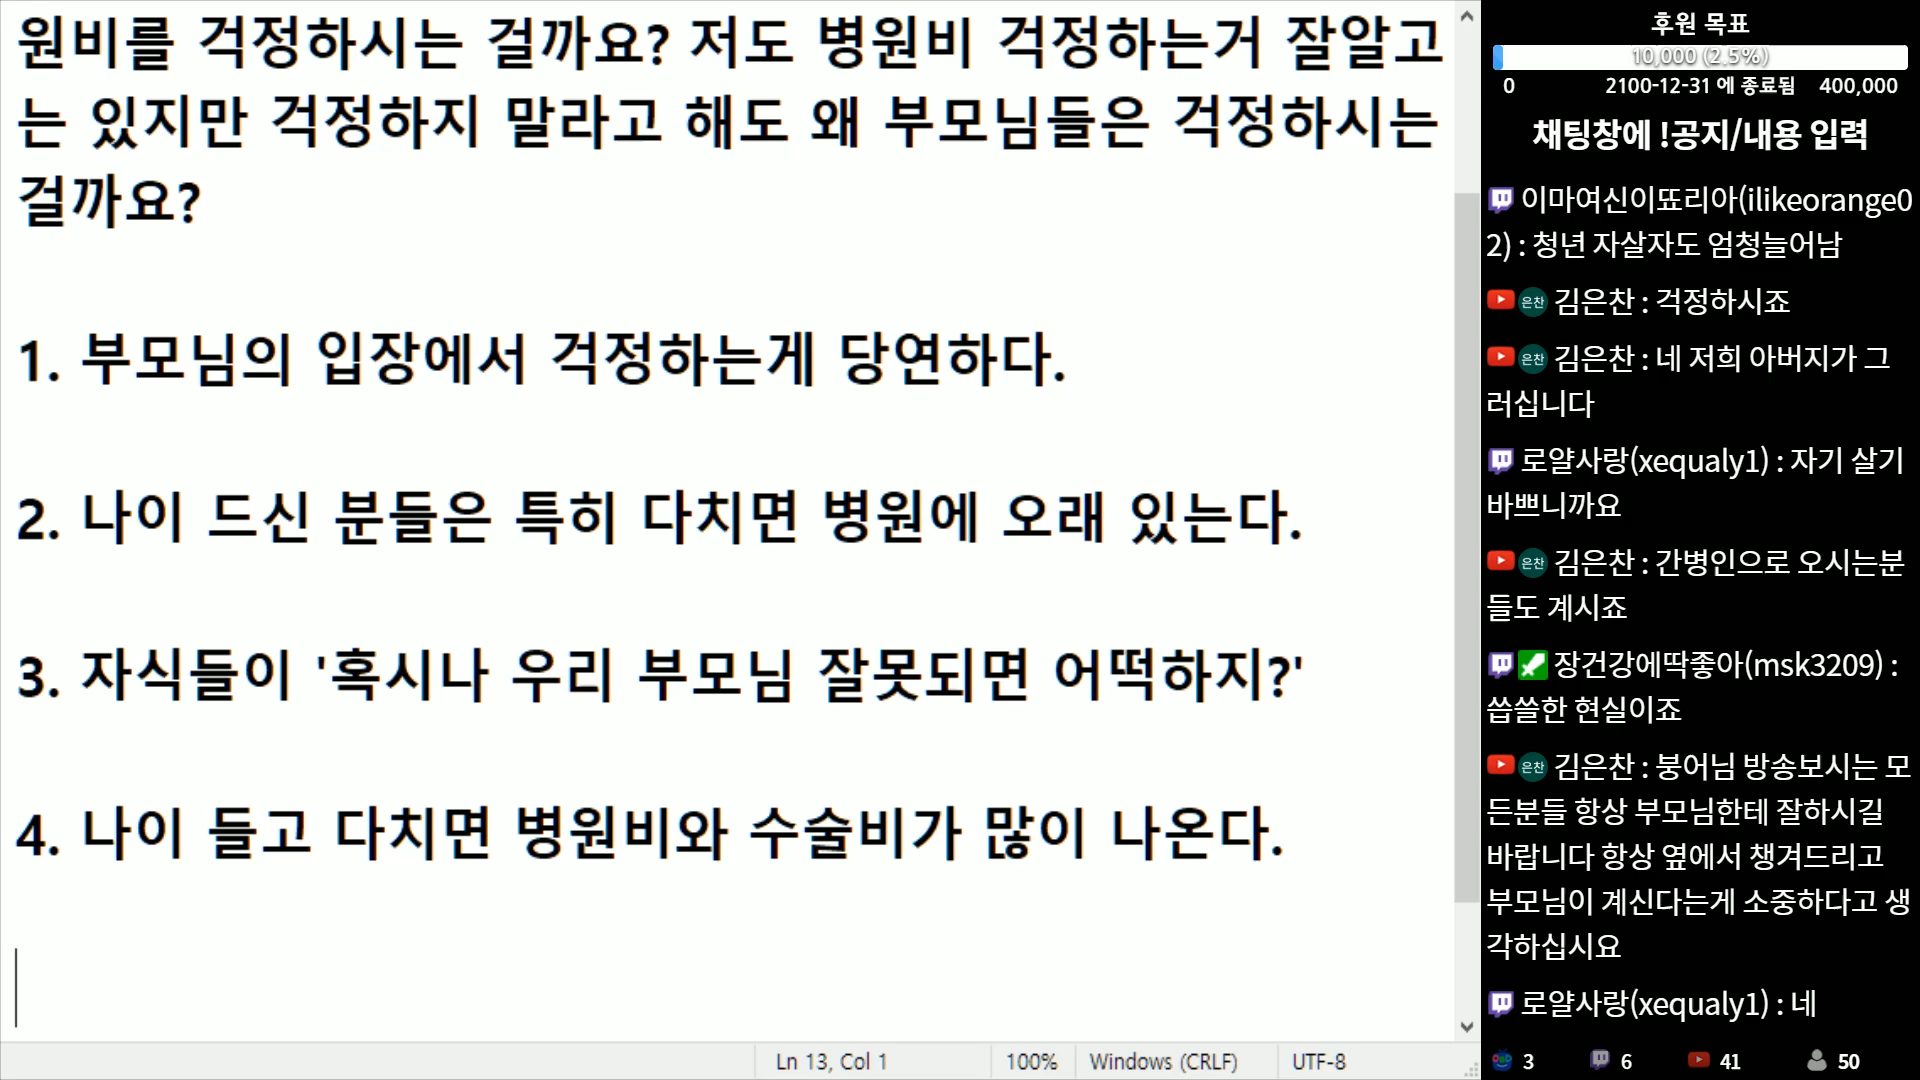 원비를 걱정하시는 걸까요? 저도 병원비 걱정하는거 잘알고
는 있지만 걱정하지 말라고 해도 왜 부모님들은 걱정하시는
걸까요?
1. 부모님의 입장에서 걱정하는게 당연하다.
2. 나이 드신 분들은 특히 다치면 병원에 오래 있는다.
3. 자식들이 '혹시나 우리 부모님 잘못되면 어떡하지?'
4. 나이 들고 다치면 병원비와 수술비가 많이 나온다.
Ln 13, Col 1
100%
Windows (CRLF)
UTF-8
후원 목표
10,000 (2.5%)
0 2100-12-31 에 종료됨 400,000
채팅창에 !공지/내용 입력
이마여신이뚀리아(ilikeorange0
2) : 청년 자살자도 엄청늘어남
은찬 김은찬 : 걱정하시죠
은찬 김은찬 : 네 저희 아버지가 그
러십니다
로얄사랑(xequaly1) : 자기 살기
바쁘니까요
은찬 김은찬 : 간병인으로 오시는분
들도 계시죠
장건강에딱좋아(msk3209) :
씁쓸한 현실이죠
은찬 김은찬 : 붕어님 방송보시는 모
든분들 항상 부모님한테 잘하시길
바랍니다 항상 옆에서 챙겨드리고
부모님이 계신다는게 소중하다고 생
각하십시요
로얄사랑(xequaly1) : 네
3 6 41 50